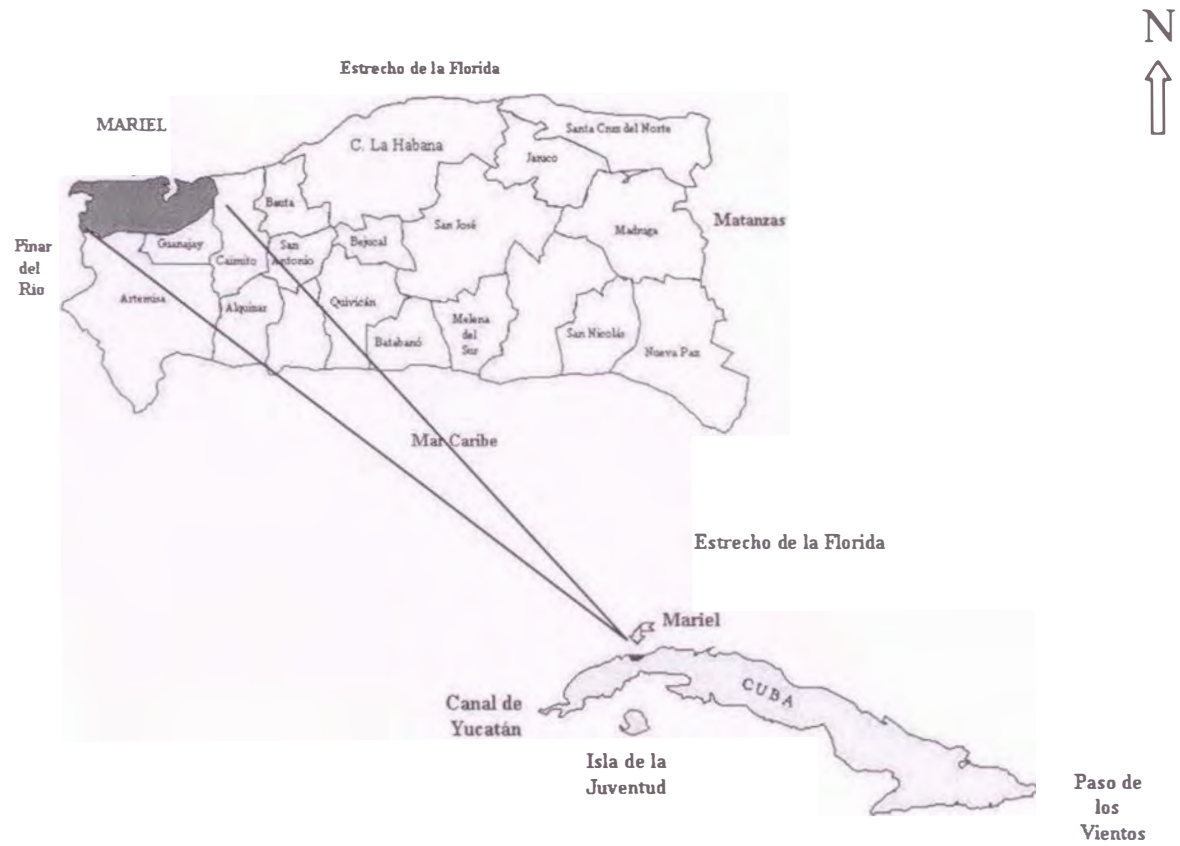 N
Estrecho de la Florida
MARIEL
Santa Cruz del Norte
C. La Habana
Jaruco
Bauta
Matanzas
San José
Madruga
Pinar
del
Rio
Guanajay
San
Antonio
Bejucal
Caimito
Artemisa
Alquizar
Quivicán
Melena
del
Sur
San Nicolás
Batabanó
Nueva Paz
Mar Caribe
Estrecho de la Florida
Mariel
CUBA
Canal de
Yucatán
Isla de la
Juventud
Paso de
los
Vientos